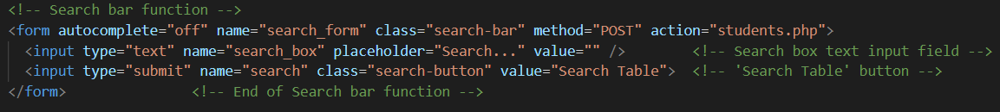 <!-- Search bar function -->
<form autocomplete="off" name="search_form" class="search-bar" method="POST" action="students.php">
<input type="text" name="search_box" placeholder="Search..." value="" /> <!-- Search box text input field -->
<input type="submit" name="search" class="search-button" value="Search Table"> <!-- 'Search Table' button -->
</form> <!-- End of Search bar function -->